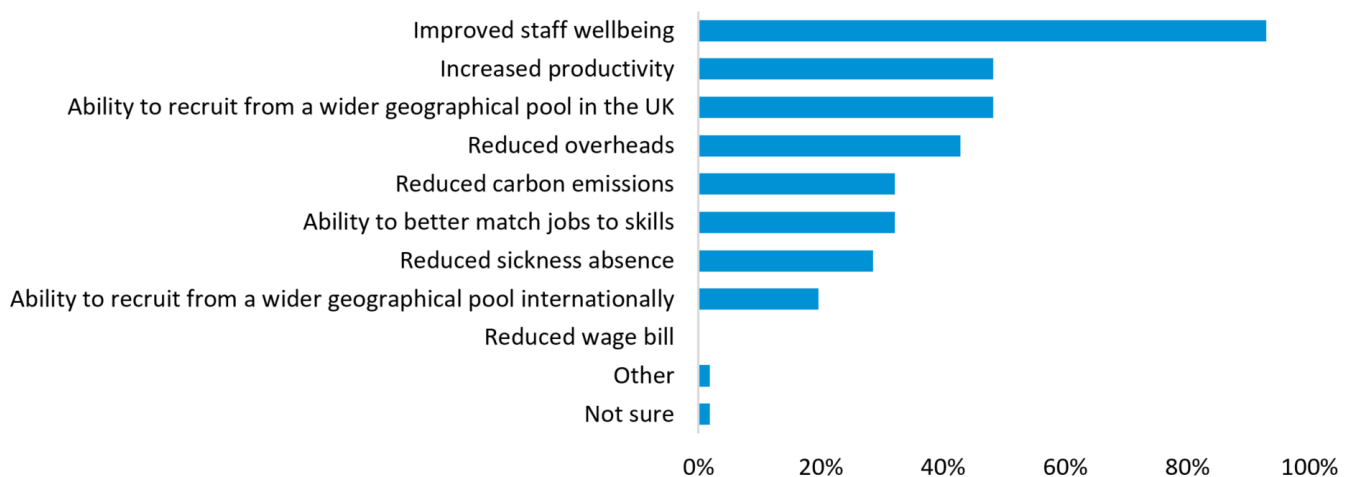 Improved staff wellbeing
Increased productivity
Ability to recruit from a wider geographical pool in the UK
Reduced overheads
Reduced carbon emissions
Ability to better match jobs to skills
Reduced sickness absence
Ability to recruit from a wider geographical pool internationally
Reduced wage bill
Other
Not sure
0% 20% 40% 60% 80% 100%